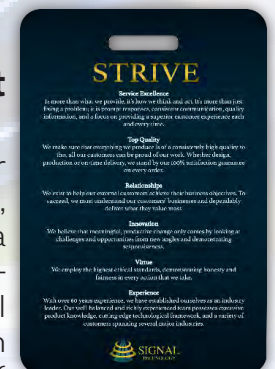 STRIVE
Service Excellence
Is more than what we provide, it's how we think and act. It's more than just
fixing a problem; it is prompt responses, consistent communication, quality
information, and a focus on providing a superior customer experience each
and every time.
Top Quality
We make sure that everything we produce is of a consistently high quality so
that all our customers can be proud of our work. Whether design,
production or on-time delivery, we stand by our 100% satisfaction guarantee
on every order.
Relationships
We exist to help our external customers achieve their business objectives. To
succeed, we must understand our customers' businesses and dependably
deliver what they value most.
Innovation
We believe that meaningful, productive change only comes by looking at
challenges and opportunities from new angles and demonstrating
responsiveness.
Virtue
We employ the highest ethical standards, demonstrating honesty and
fairness in every action that we take.
Experience
With over 60 years experience, we have established ourselves as an industry
leader. Our well balanced and richly experienced team possesses extensive
product knowledge, cutting edge technological framework, and a variety of
customers spanning several major industries.
SIGNAL